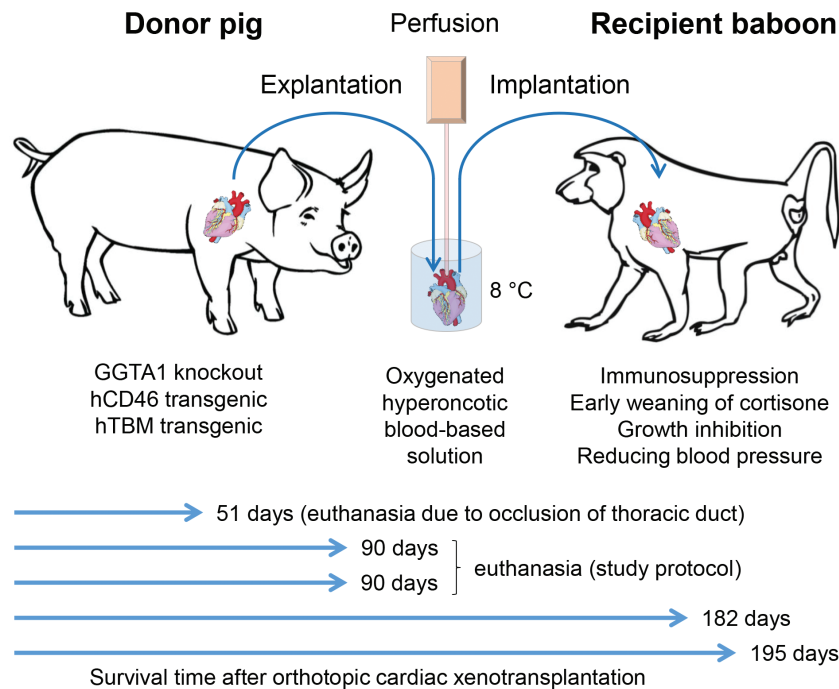 Donor pig
Perfusion
Recipient baboon
Explantation
Implantation
8 °C
GGTA1 knockout
hCD46 transgenic
hTBM transgenic
Oxygenated
hyperoncotic
blood-based
solution
Immunosuppression
Early weaning of cortisone
Growth inhibition
Reducing blood pressure
51 days (euthanasia due to occlusion of thoracic duct)
90 days
90 days
euthanasia (study protocol)
182 days
195 days
Survival time after orthotopic cardiac xenotransplantation